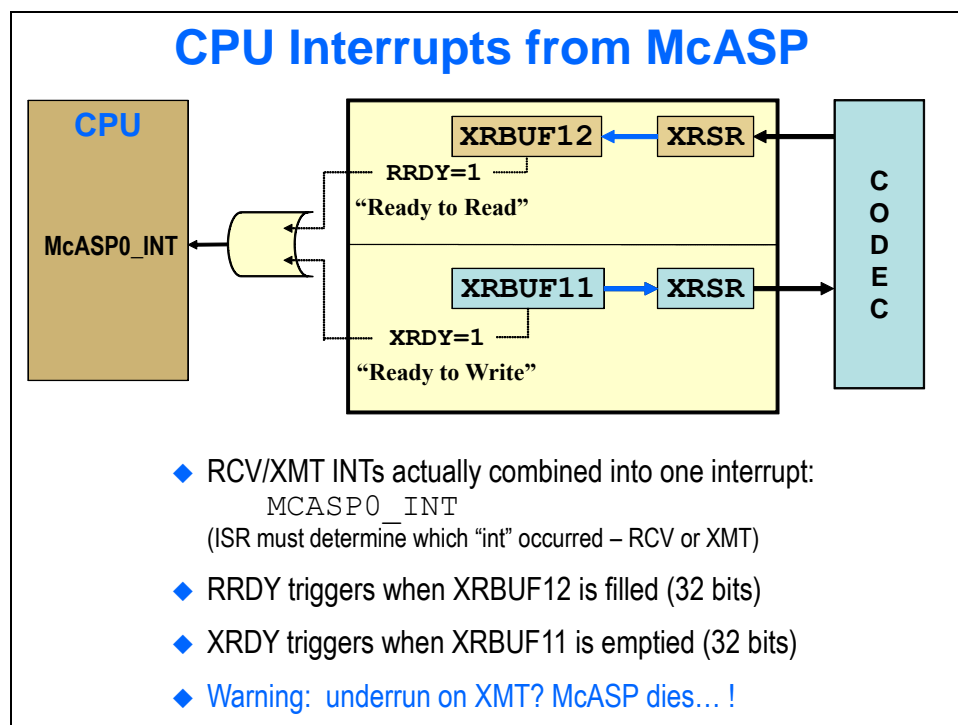 CPU Interrupts from McASP
CPU
McASP0_INT
XRBUF12
XRSR
RRDY=1
“Ready to Read”
XRBUF11
XRSR
XRDY=1
“Ready to Write”
CODEC
◆ RCV/XMT INTs actually combined into one interrupt:
MCASP0_INT
(ISR must determine which “int” occurred – RCV or XMT)
◆ RRDY triggers when XRBUF12 is filled (32 bits)
◆ XRDY triggers when XRBUF11 is emptied (32 bits)
◆ Warning: underrun on XMT? McASP dies… !